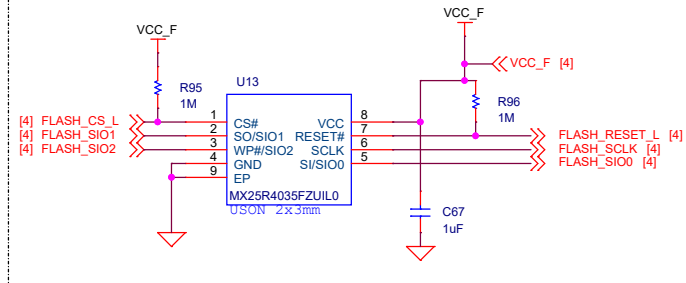 VCC_F
VCC_F
VCC_F [4]
R95
1M
U13
R96
1M
[4] FLASH_CS_L
1
CS#
VCC
8
[4] FLASH_SIO1
2
SO/SIO1
RESET#
7
FLASH_RESET_L [4]
[4] FLASH_SIO2
3
WP#/SIO2
SCLK
6
FLASH_SCLK [4]
4
GND
SI/SIO0
5
FLASH_SIO0 [4]
9
EP
MX25R4035FZUIL0
USON 2x3mm
C67
1uF